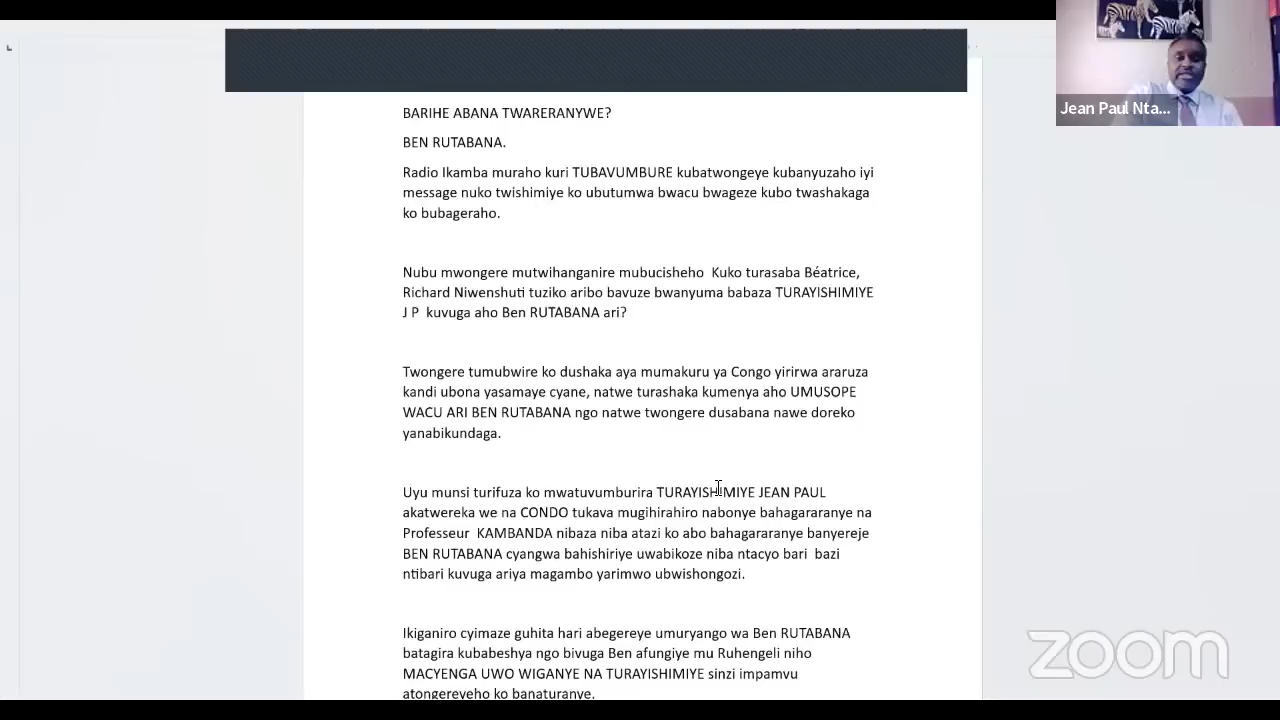 BARIHE ABANA TWARERANYWE?
BEN RUTABANA.
Radio Ikamba muraho kuri TUBAVUMBURE kubatwongeye kubanyuzaho iyi
message nuko twishimiye ko ubutumwa bwacu bwageze kubo twashakaga
ko bubageraho.
Nubu mwongere mutwihanganire mubucisheho Kuko turasaba Béatrice,
Richard Niwenshuti tuziko aribo bavuze bwanyuma babaza TURAYISHIMIYE
J P kuvuga aho Ben RUTABANA ari?
Twongere tumubwire ko dushaka aya mumakuru ya Congo yirirwa araruza
kandi ubona yasamaye cyane, natwe turashaka kumenya aho UMUSOPE
WACU ARI BEN RUTABANA ngo natwe twongere dusabana nawe doreko
yanabikundaga.
Uyu munsi turifuza ko mwatuvumburira TURAYISHIMIYE JEAN PAUL
akatwereka we na CONDO tukava mugihirahiro nabonye bahagararanye na
Professeur KAMBANDA nibaza niba atazi ko abo bahagararanye banyereje
BEN RUTABANA cyangwa bahishiriye uwabikoze niba ntacyo bari bazi
ntibari kuvuga ariya magambo yarimwo ubwishongozi.
Ikiganiro cyimaze guhita hari abegereye umuryango wa Ben RUTABANA
batagira kubabeshya ngo bivuga Ben afungiye mu Ruhengeli niho
MACYENGA UWO WIGANYE NA TURAYISHIMIYE sinzi impamvu
atongereyeho ko banaturanye.
Jean Paul Nta...
zoom